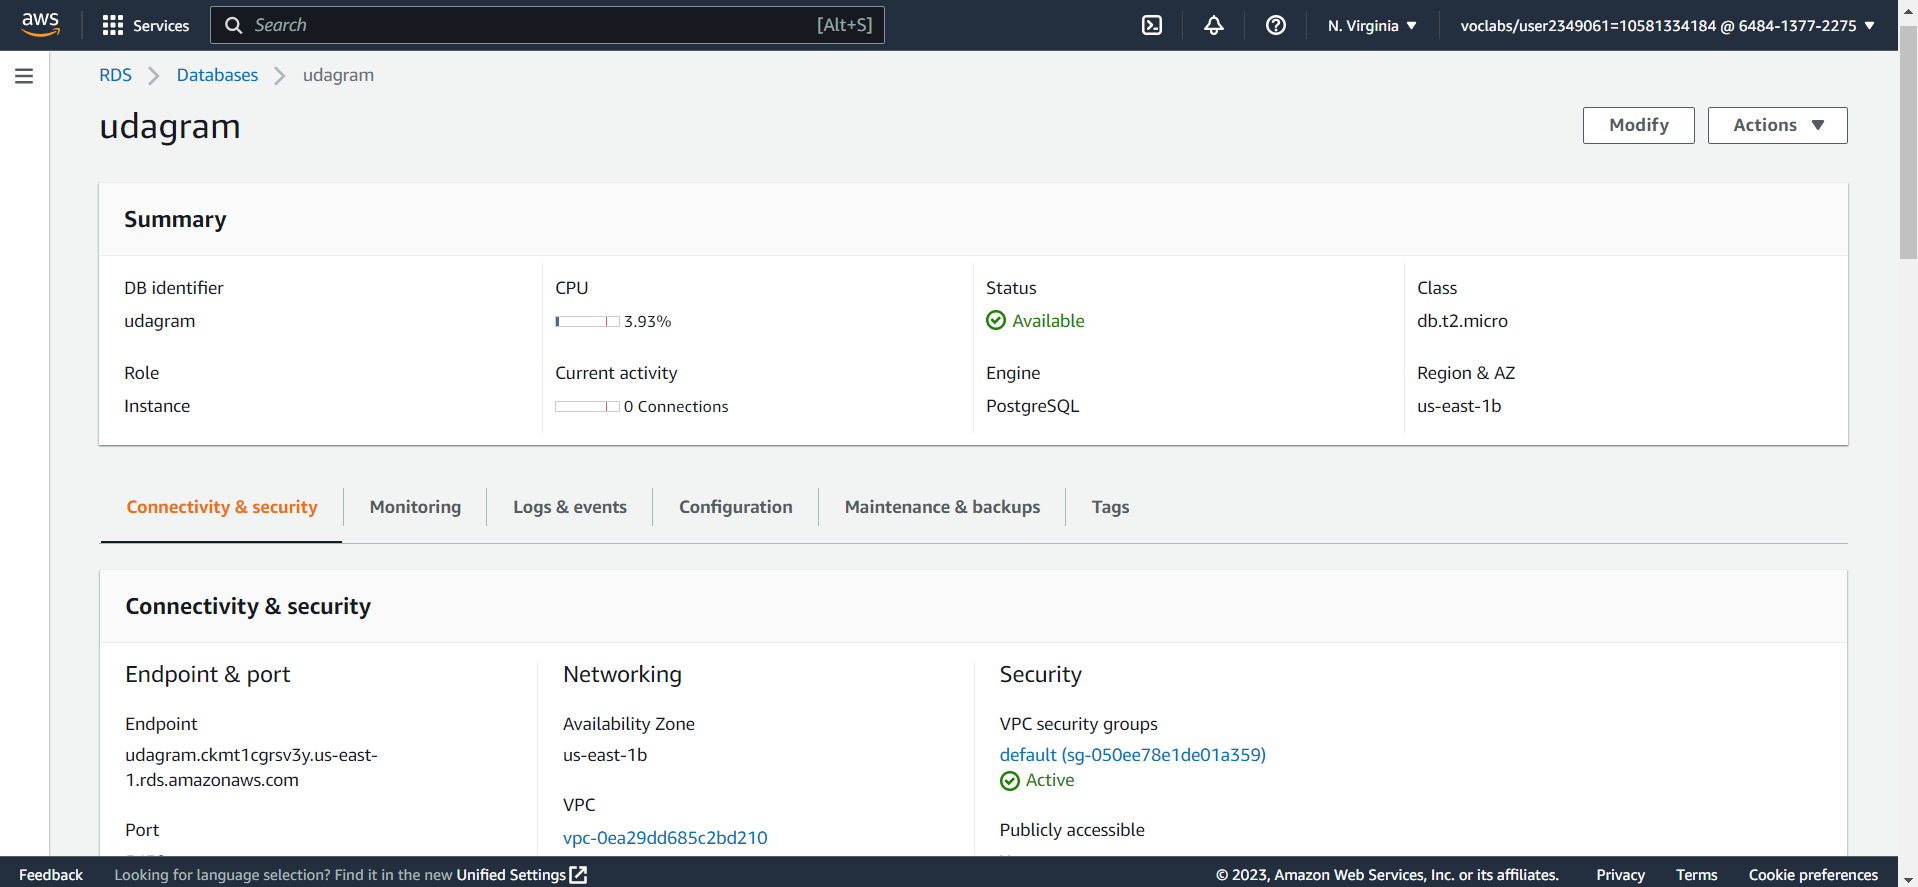 aws Services Search [Alt+S] N. Virginia voclabs/user2349061=10581334184 @ 6484-1377-2275
RDS Databases udagram
udagram
Modify Actions
Summary
DB identifier
udagram
CPU
3.93%
Status
Available
Class
db.t2.micro
Role
Instance
Current activity
0 Connections
Engine
PostgreSQL
Region & AZ
us-east-1b
Connectivity & security Monitoring Logs & events Configuration Maintenance & backups Tags
Connectivity & security
Endpoint & port
Endpoint
udagram.ckmt1cgrsv3y.us-east-
1.rds.amazonaws.com
Port
Networking
Availability Zone
us-east-1b
VPC
vpc-0ea29dd685c2bd210
Security
VPC security groups
default (sg-050ee78e1de01a359)
Active
Publicly accessible
Feedback Looking for language selection? Find it in the new Unified Settings © 2023, Amazon Web Services, Inc. or its affiliates. Privacy Terms Cookie preferences